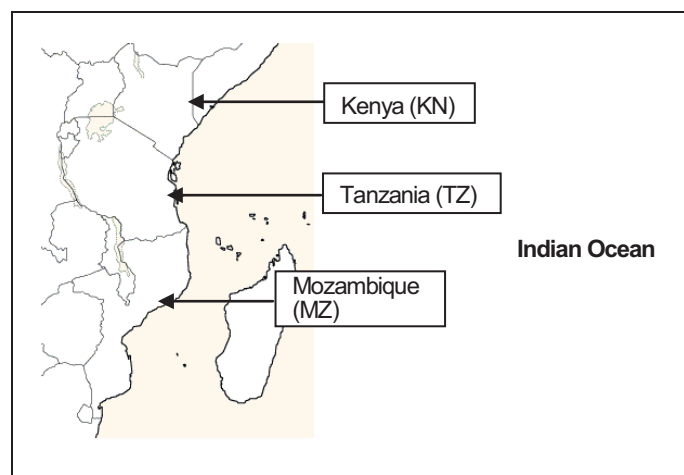 Kenya (KN)
Tanzania (TZ)
Indian Ocean
Mozambique
(MZ)